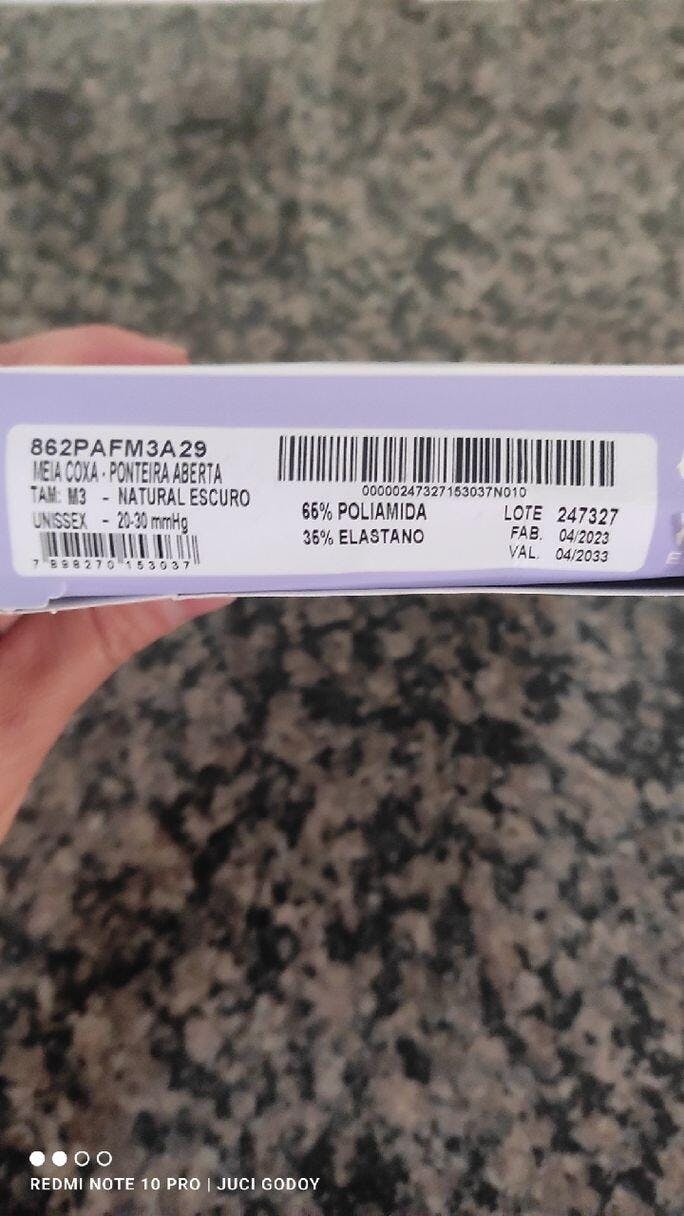 862PAFM3A29
MEIA COXA - PONTEIRA ABERTA
TAM: M3 - NATURAL ESCURO
UNISSEX - 20-30 mmHg
7 898270 153037
00000247327153037N010
65% POLIAMIDA
35% ELASTANO
LOTE 247327
FAB. 04/2023
VAL. 04/2033
REDMI NOTE 10 PRO | JUCI GODOY